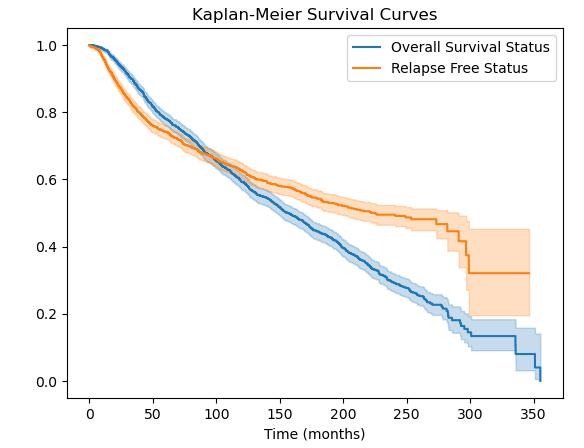 Kaplan-Meier Survival Curves
Overall Survival Status
Relapse Free Status
1.0
0.8
0.6
0.4
0.2
0.0
0 50 100 150 200 250 300 350
Time (months)